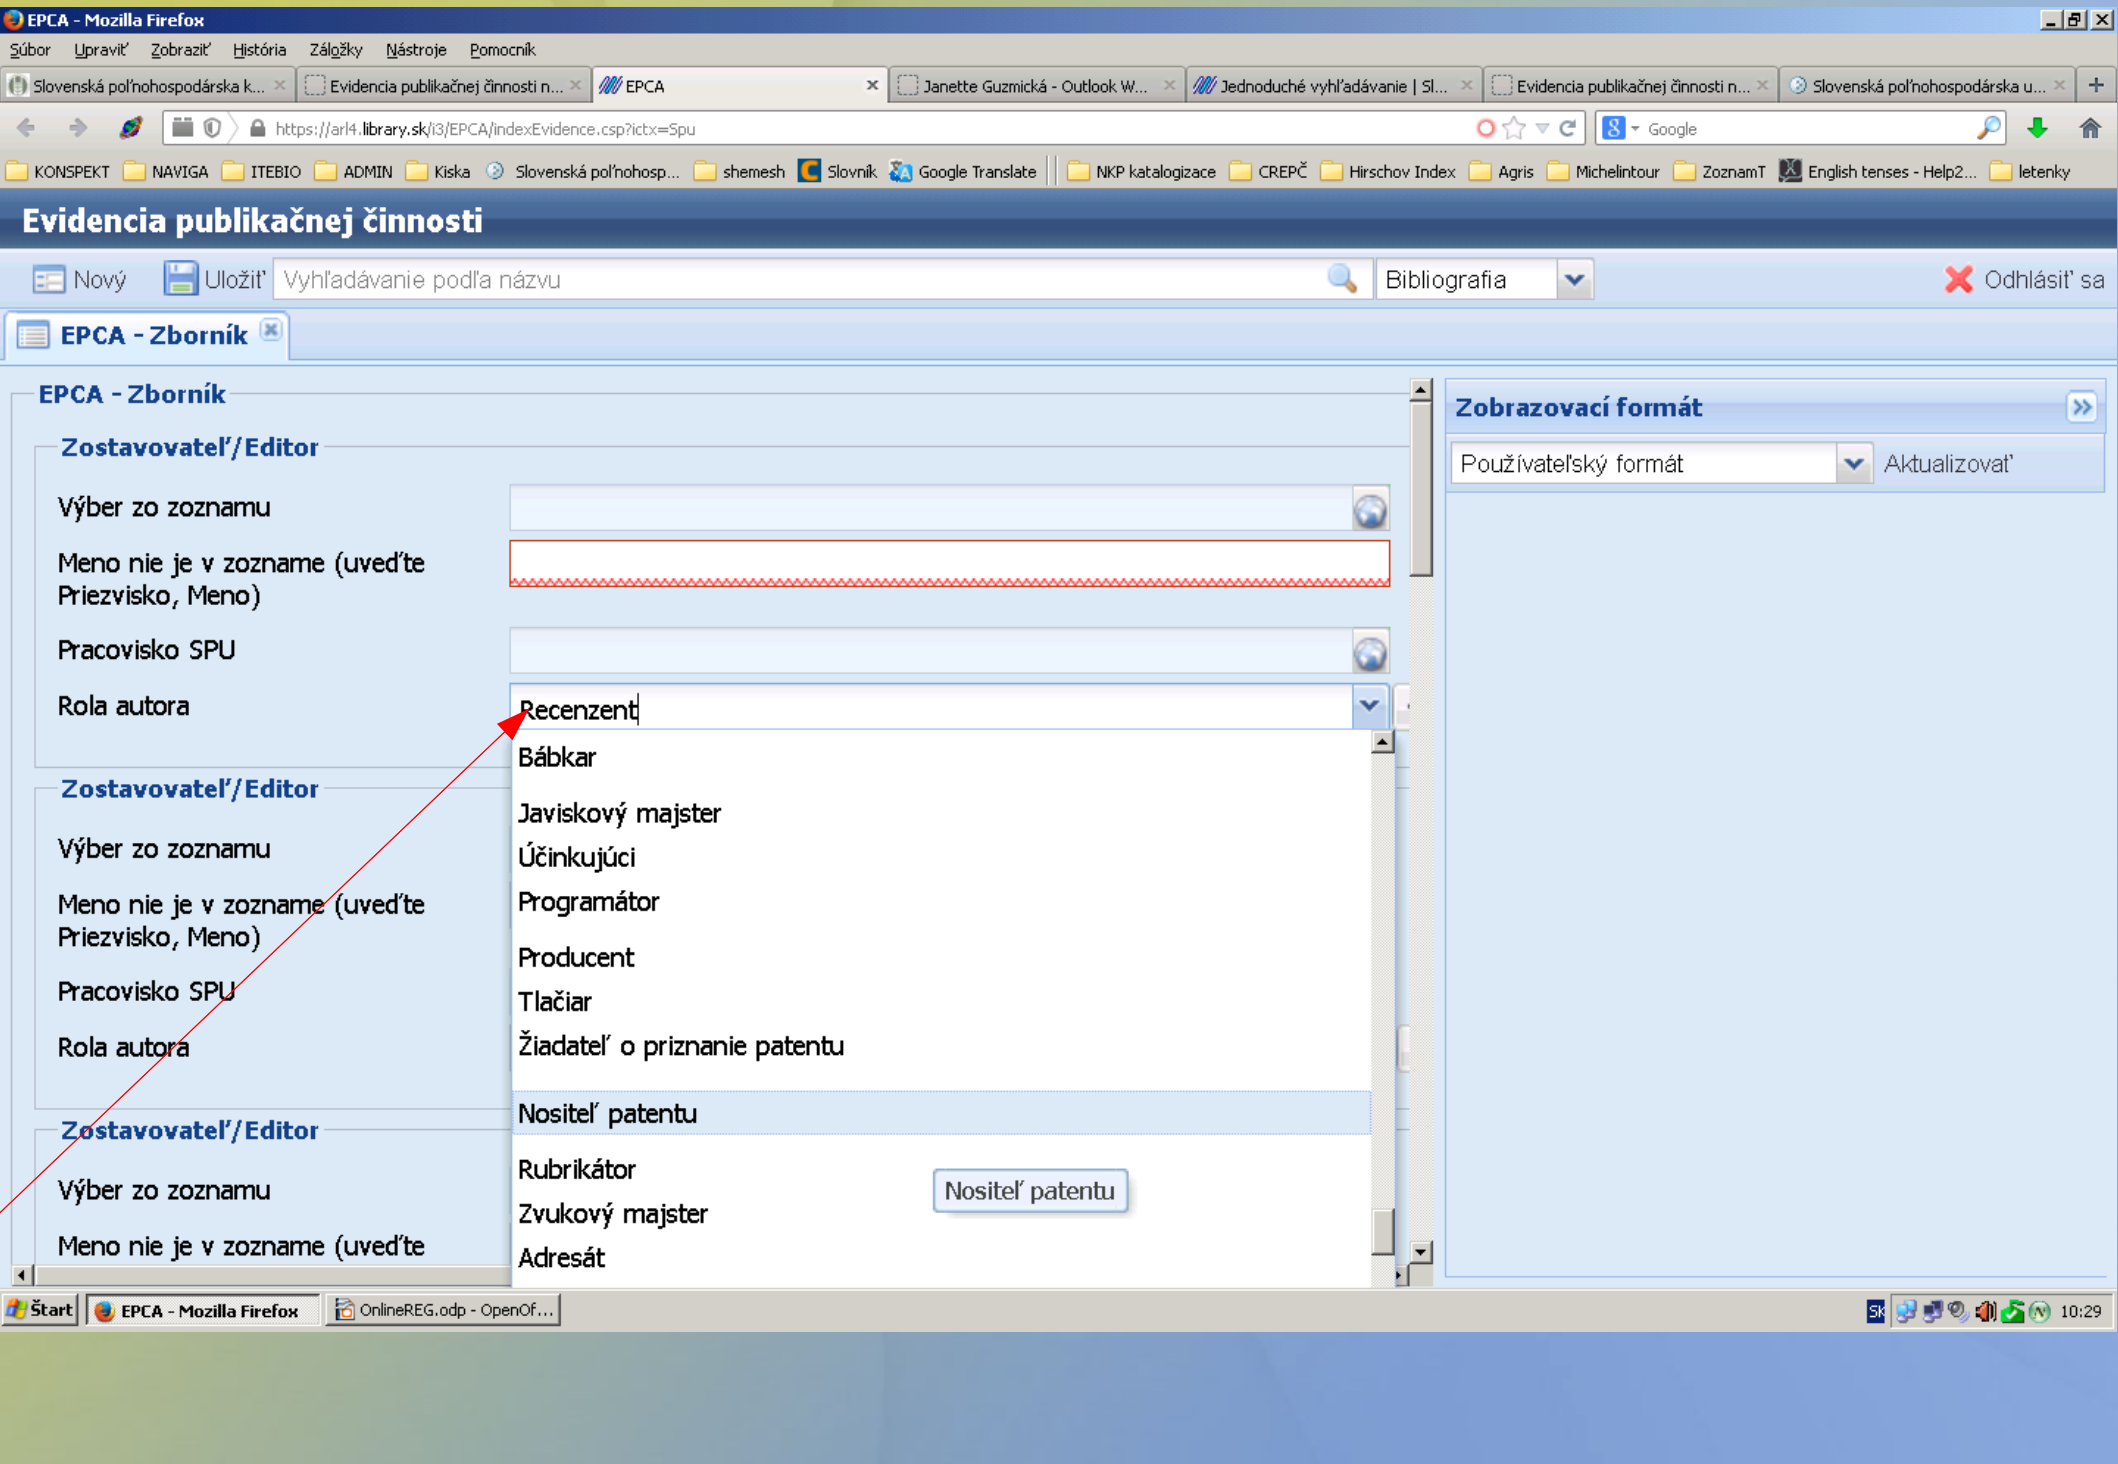 EPCA - Mozilla Firefox
Súbor Upraviť Zobraziť História Záložky Nástroje Pomocník
Slovenská poľnohospodárska k... Evidencia publikačnej činnosti n... EPCA Janette Guzmická - Outlook W... Jednoduché vyhľadávanie | Sl... Evidencia publikačnej činnosti n... Slovenská poľnohospodárska u...
https://arl4.library.sk/i3/EPCA/indexEvidence.csp?ictx=Spu Google
KONSPEKT NAVIGA ITEBIO ADMIN Kiska Slovenská poľnohosp... shemesh Slovník Google Translate NKP katalogizace CREPČ Hirschov Index Agris Michelintour ZoznamT English tenses - Help2... letenky
Evidencia publikačnej činnosti
Nový Uložiť Vyhľadávanie podľa názvu Bibliografia Odhlásiť sa
EPCA - Zborník
EPCA - Zborník
Zobrazovací formát
Zostavovateľ/Editor
Používateľský formát Aktualizovať
Výber zo zoznamu
Meno nie je v zozname (uveďte
Priezvisko, Meno)
Pracovisko SPU
Rola autora Recenzent
Bábkar
Zostavovateľ/Editor
Javiskový majster
Výber zo zoznamu
Účinkujúci
Meno nie je v zozname (uveďte
Programátor
Priezvisko, Meno)
Producent
Pracovisko SPU
Tlačiar
Rola autora
Žiadateľ o priznanie patentu
Nositeľ patentu
Zostavovateľ/Editor
Rubrikátor
Výber zo zoznamu
Nositeľ patentu
Zvukový majster
Meno nie je v zozname (uveďte
Adresát
Štart EPCA - Mozilla Firefox OnlineREG.odp - OpenOf... SK 10:29